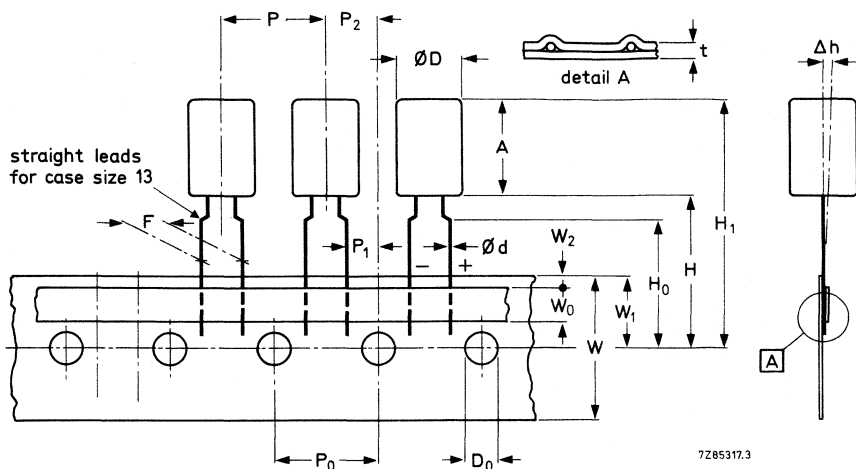 P
P2
ØD
t
Δh
detail A
straight leads
for case size 13
A
H1
F
W2
P1
Ød
H
H0
− +
W0
W1
W
A
P0
D0
7Z85317.3